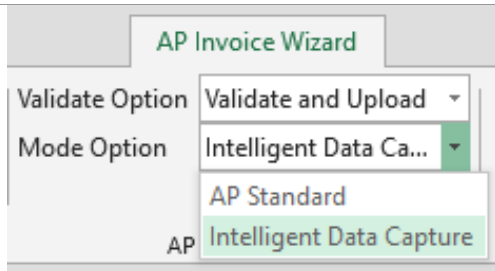 AP Invoice Wizard
Validate Option Validate and Upload
Mode Option Intelligent Data Ca...
AP Standard
Intelligent Data Capture
AP